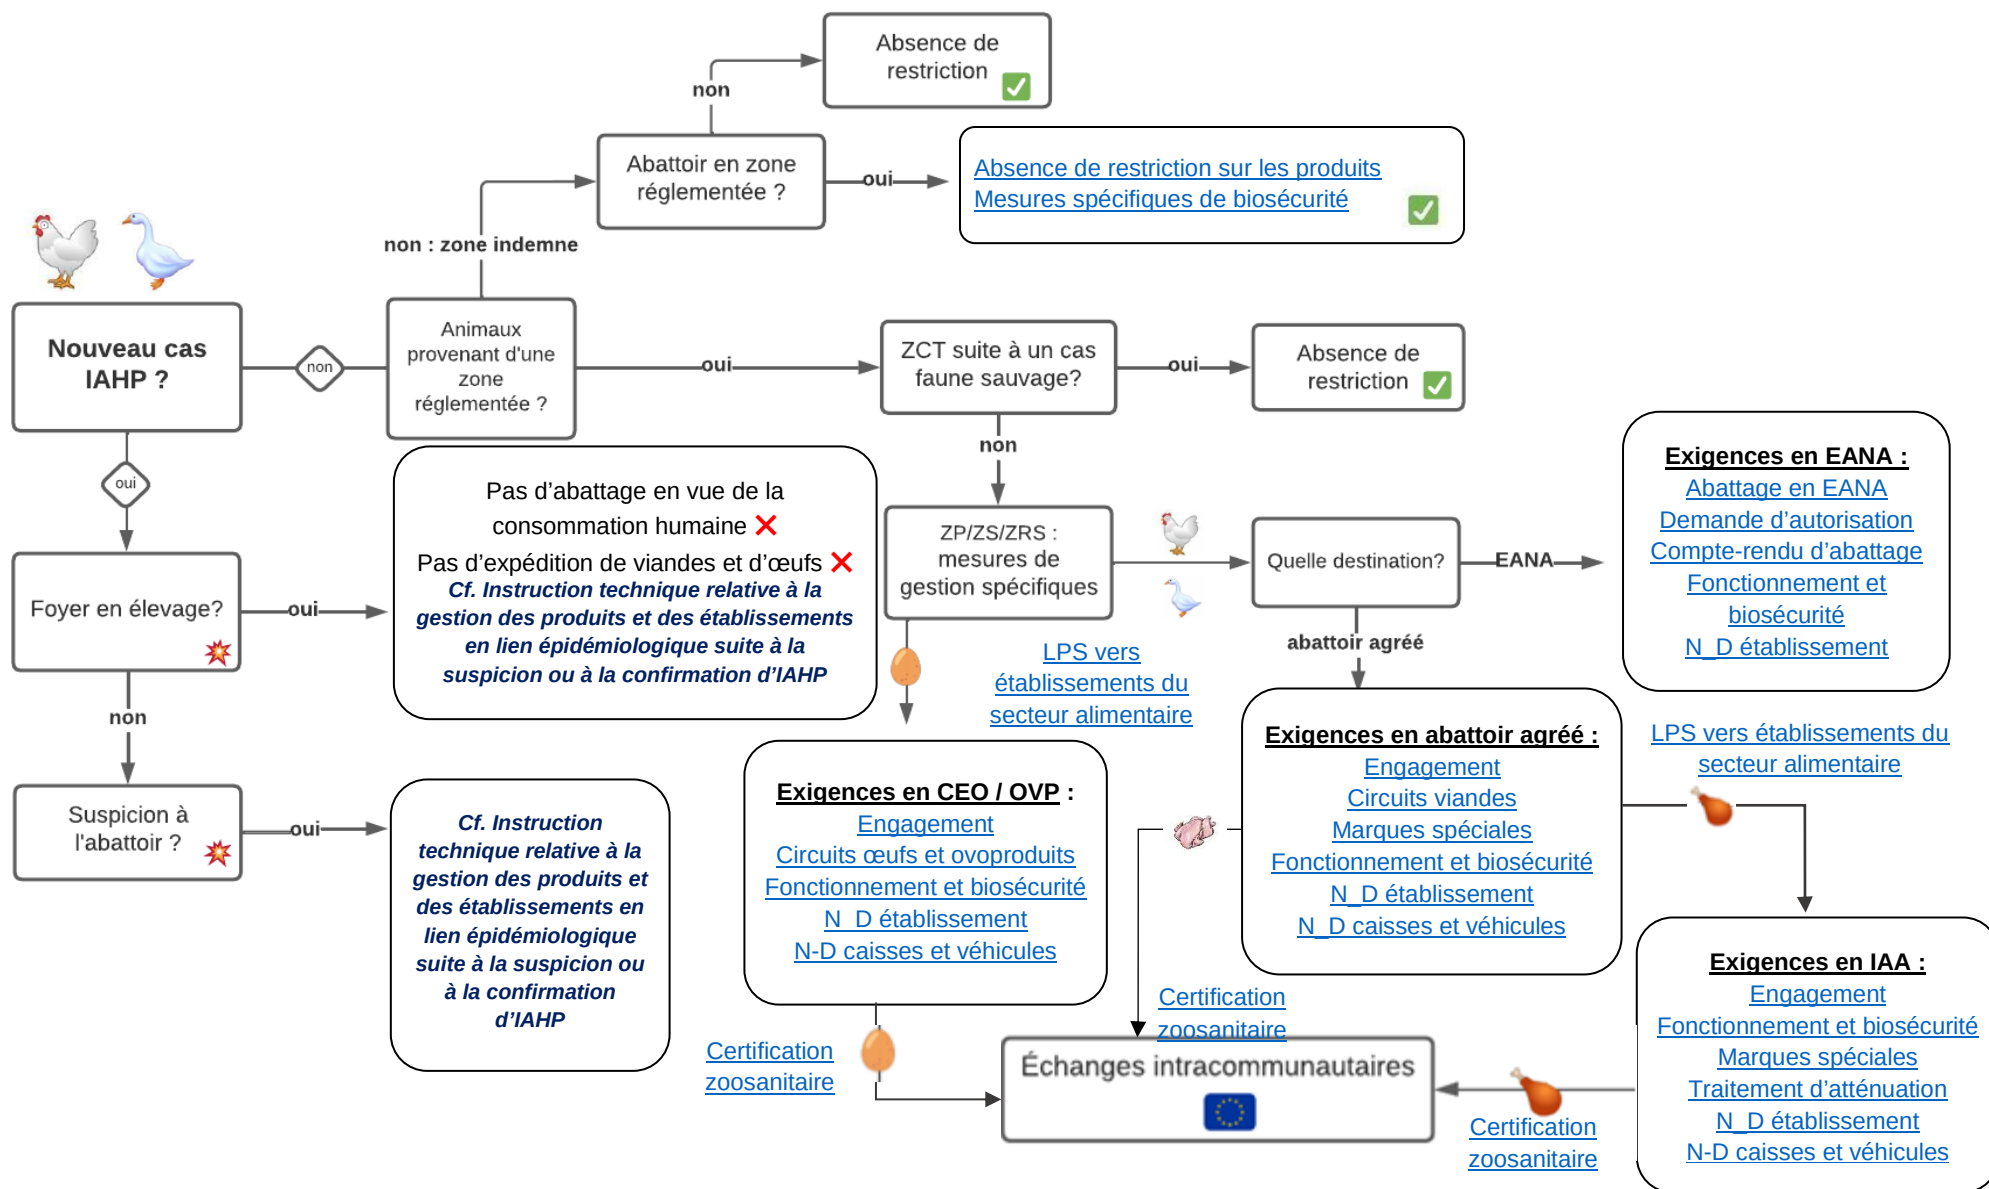 Absence de
restriction
non
Abattoir en zone
réglementée ?
oui
Absence de restriction sur les produits
Mesures spécifiques de biosécurité
non : zone indemne
Nouveau cas
IAHP ?
non
Animaux
provenant d'une
zone
réglementée ?
oui
ZCT suite à un cas
faune sauvage?
oui
Absence de
restriction
non
oui
Pas d’abattage en vue de la
consommation humaine
Pas d’expédition de viandes et d’œufs
Cf. Instruction technique relative à la
gestion des produits et des établissements
en lien épidémiologique suite à la
suspicion ou à la confirmation d’IAHP
ZP/ZS/ZRS :
mesures de
gestion spécifiques
Quelle destination?
EANA
Exigences en EANA :
Abattage en EANA
Demande d’autorisation
Compte-rendu d’abattage
Fonctionnement et
biosécurité
N_D établissement
Foyer en élevage?
oui
LPS vers
établissements du
secteur alimentaire
abattoir agréé
non
Suspicion à
l'abattoir ?
oui
Cf. Instruction
technique relative à la
gestion des produits et
des établissements en
lien épidémiologique
suite à la suspicion ou
à la confirmation
d’IAHP
Exigences en CEO / OVP :
Engagement
Circuits œufs et ovoproduits
Fonctionnement et biosécurité
N_D établissement
N-D caisses et véhicules
Exigences en abattoir agréé :
Engagement
Circuits viandes
Marques spéciales
Fonctionnement et biosécurité
N_D établissement
N_D caisses et véhicules
LPS vers établissements du
secteur alimentaire
Exigences en IAA :
Engagement
Fonctionnement et biosécurité
Marques spéciales
Traitement d’atténuation
N_D établissement
N-D caisses et véhicules
Certification
zoosanitaire
Certification
zoosanitaire
Échanges intracommunautaires
Certification
zoosanitaire